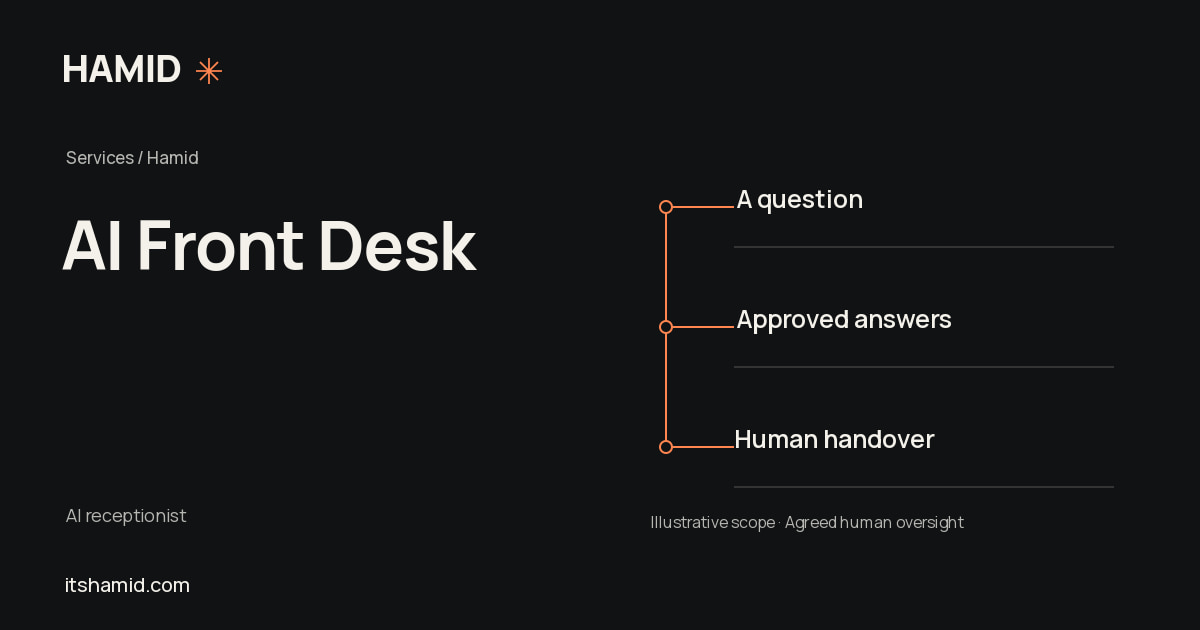 HAMID
Services / Hamid
AI Front Desk
A question
Approved answers
Human handover
AI receptionist
Illustrative scope · Agreed human oversight
itshamid.com